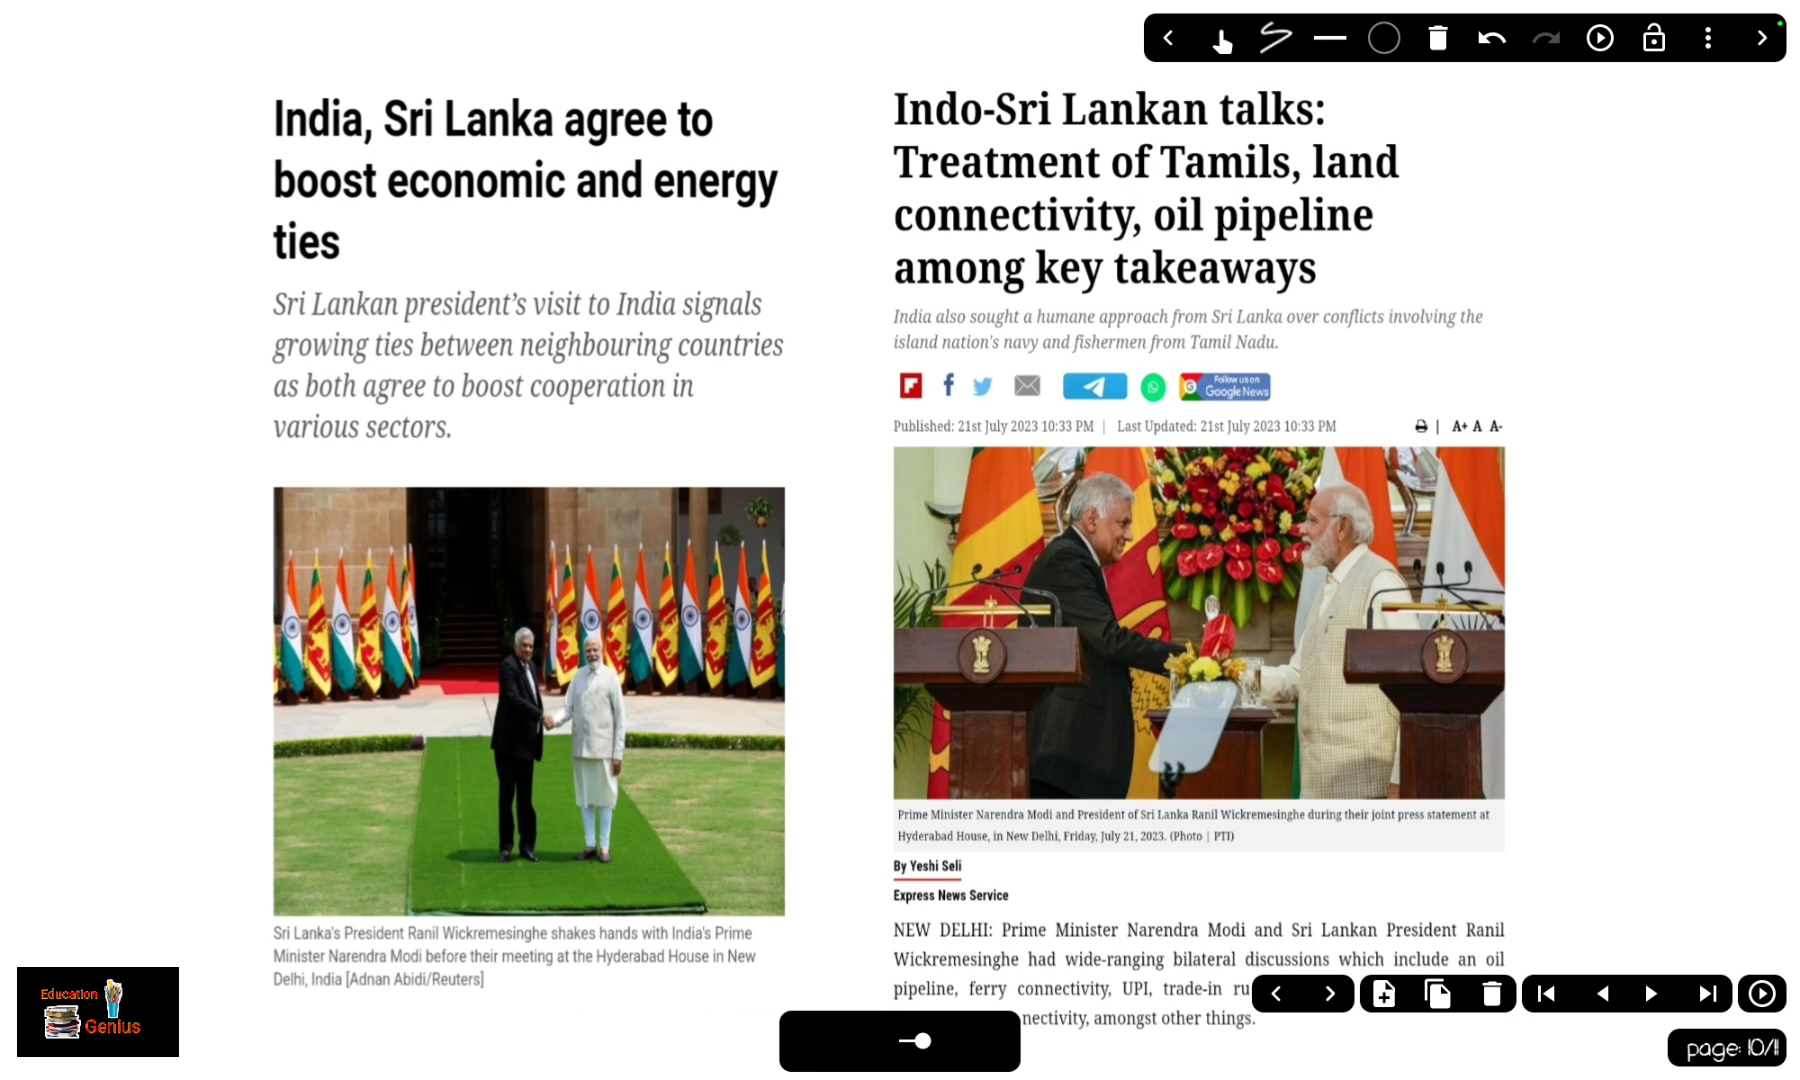 India, Sri Lanka agree to
boost economic and energy
ties
Sri Lankan president's visit to India signals
growing ties between neighbouring countries
as both agree to boost cooperation in
various sectors.
Sri Lanka's President Ranil Wickremesinghe shakes hands with India's Prime
Minister Narendra Modi before their meeting at the Hyderabad House in New
Delhi, India [Adnan Abidi/Reuters]
Indo-Sri Lankan talks:
Treatment of Tamils, land
connectivity, oil pipeline
among key takeaways
India also sought a humane approach from Sri Lanka over conflicts involving the
island nation's navy and fishermen from Tamil Nadu.
Follow us on
Google News
Published: 21st July 2023 10:33 PM | Last Updated: 21st July 2023 10:33 PM
| A+ A A-
Prime Minister Narendra Modi and President of Sri Lanka Ranil Wickremesinghe during their joint press statement at
Hyderabad House, in New Delhi, Friday, July 21, 2023. (Photo | PTI)
By Yeshi Seli
Express News Service
NEW DELHI: Prime Minister Narendra Modi and Sri Lankan President Ranil
Wickremesinghe had wide-ranging bilateral discussions which include an oil
pipeline, ferry connectivity, UPI, trade-in ru
nectivity, amongst other things.
Education
Genius
page: 10/11